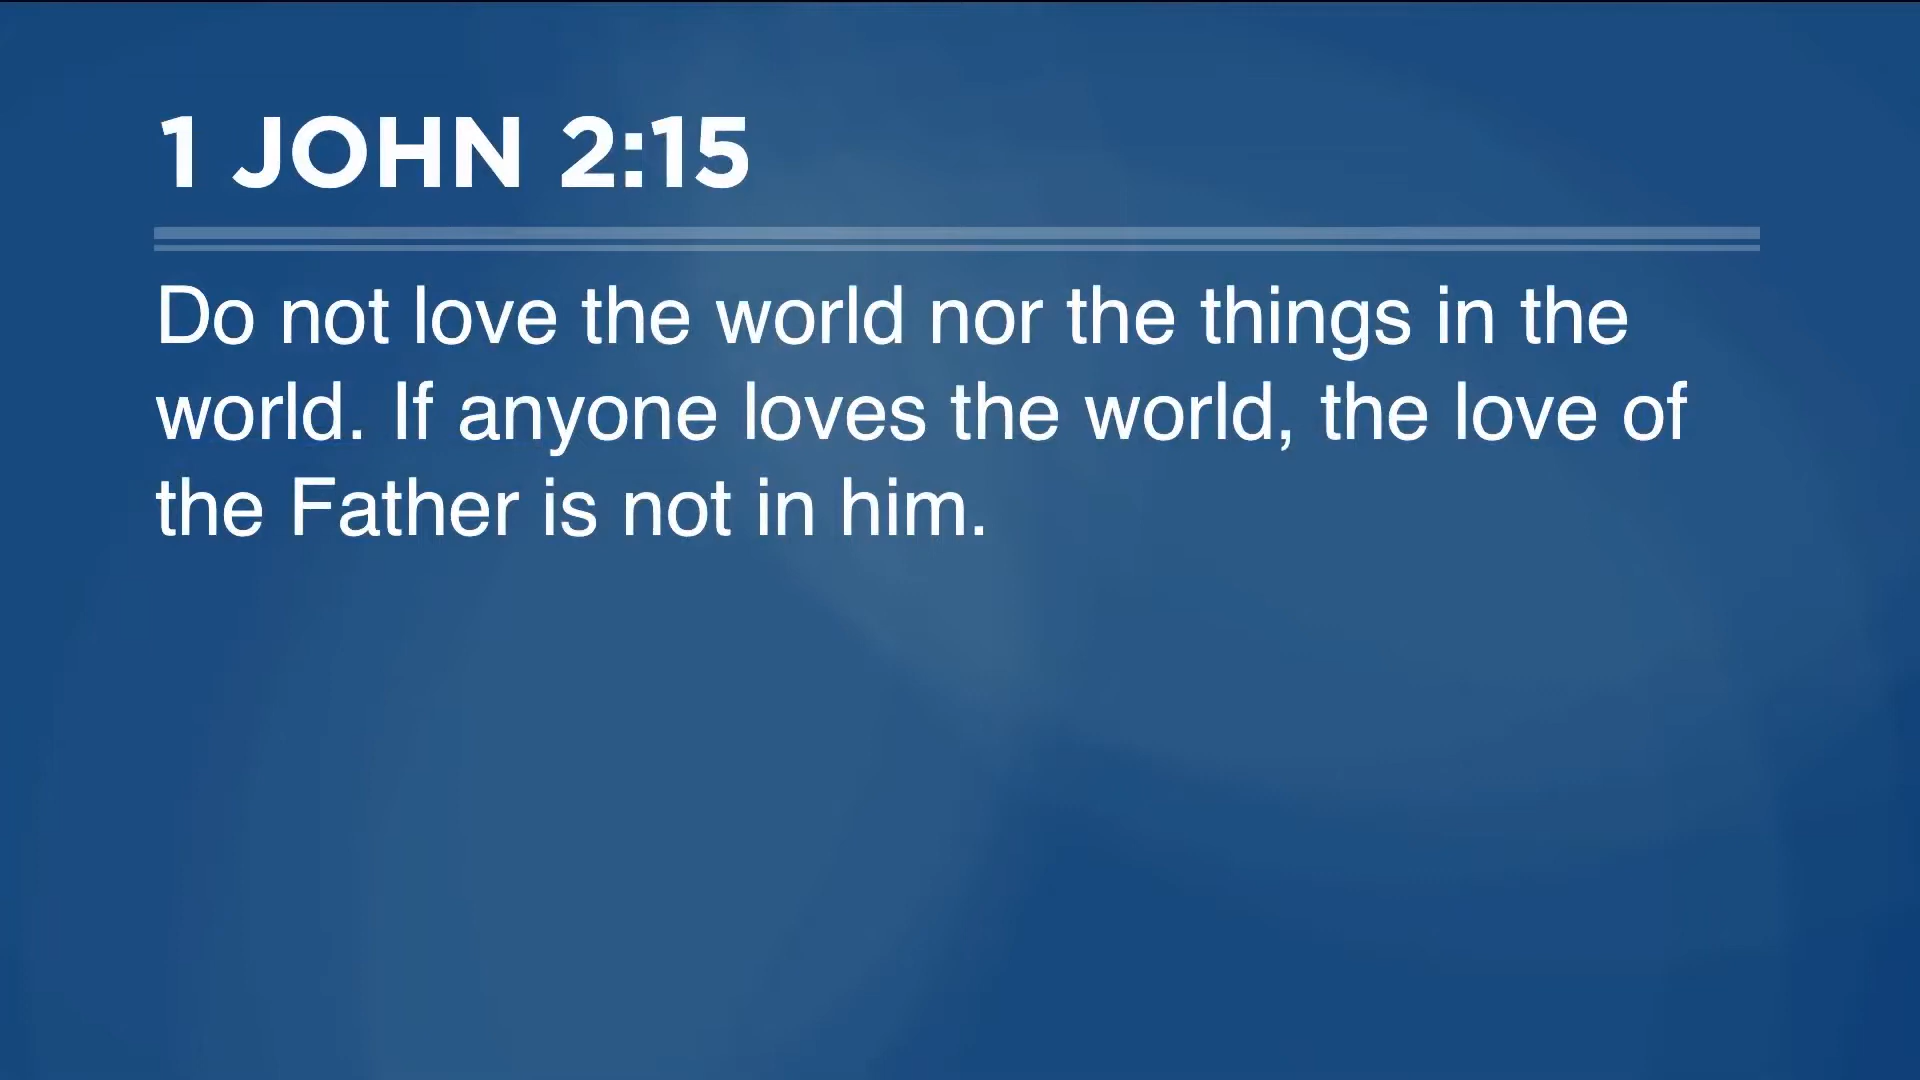 1 JOHN 2:15
Do not love the world nor the things in the
world. If anyone loves the world, the love of
the Father is not in him.